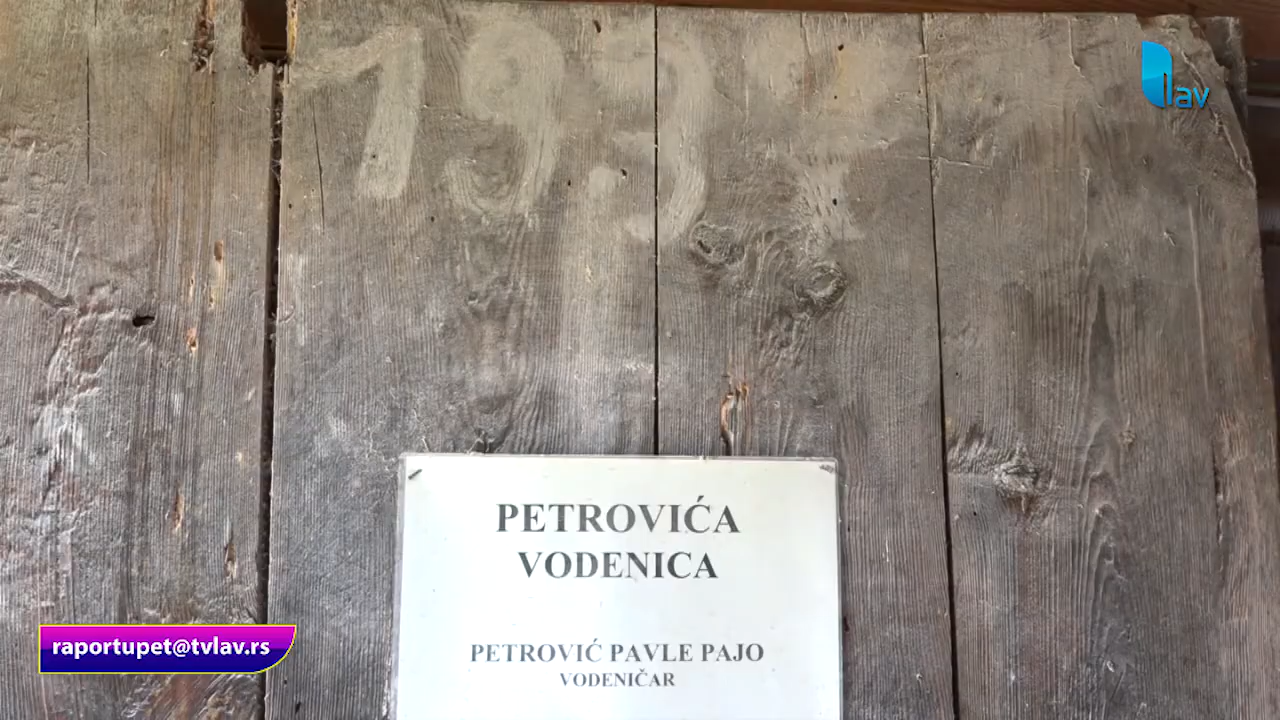 lav
PETROVIĆA
VODENICA
PETROVIĆ PAVLE PAJO
VODENIČAR
raportupet@tvlav.rs